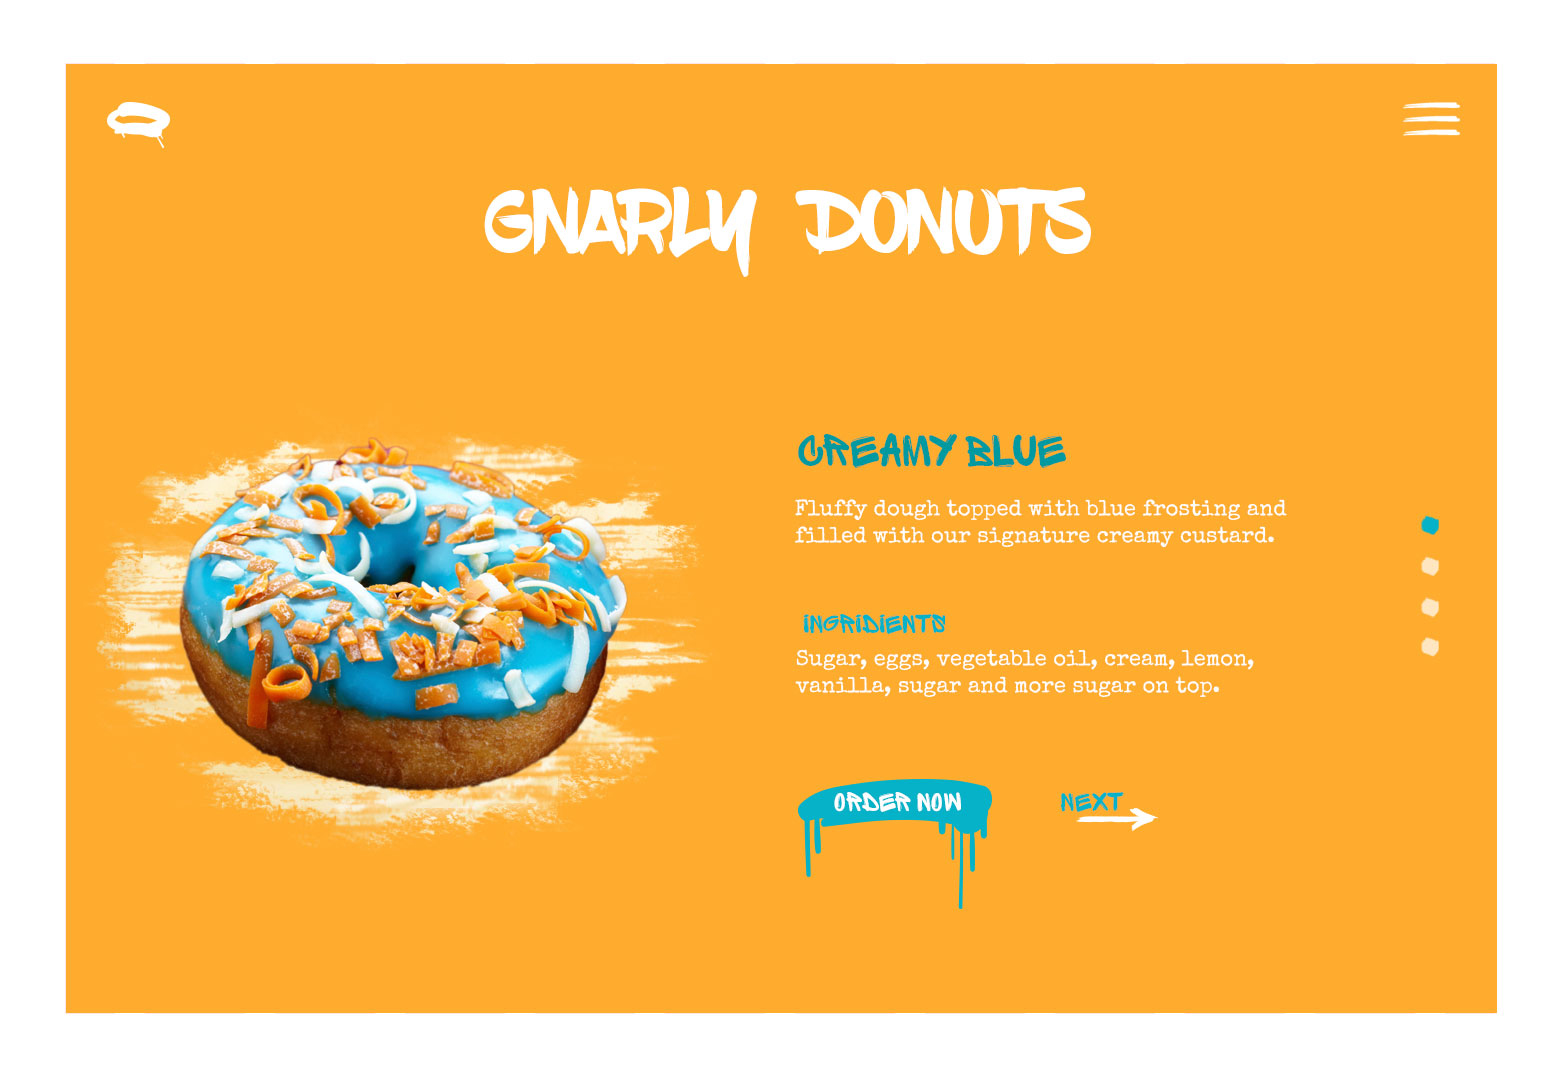 GNARLY DONUTS
CREAMY BLUE
Fluffy dough topped with blue frosting and
filled with our signature creamy custard.
INGRIDIENTS
Sugar, eggs, vegetable oil, cream, lemon,
vanilla, sugar and more sugar on top.
ORDER NOW
NEXT